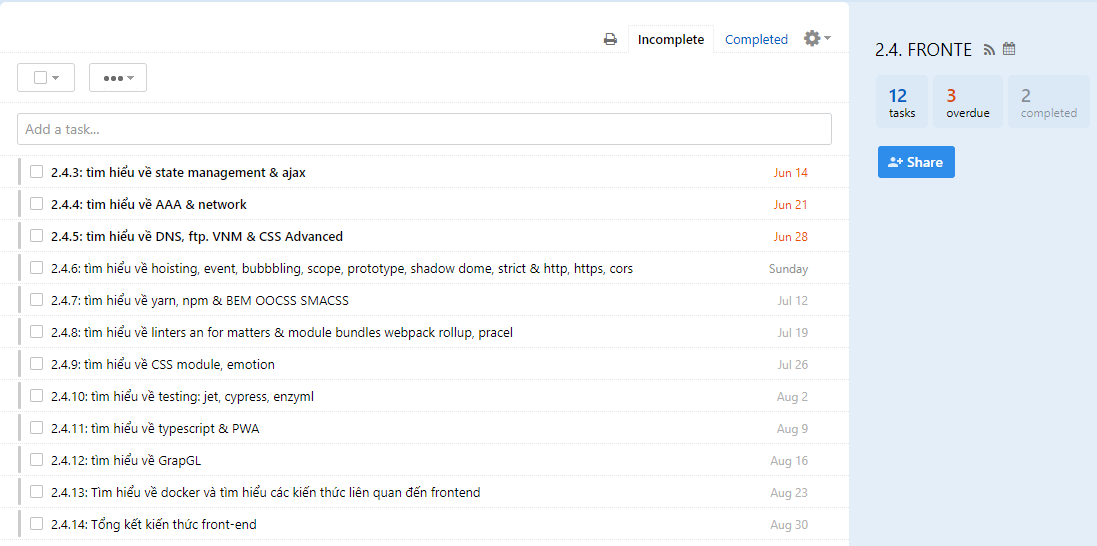 Incomplete
Completed
Add a task...
2.4.3: tìm hiểu về state management & ajax Jun 14
2.4.4: tìm hiểu về AAA & network Jun 21
2.4.5: tìm hiểu về DNS, ftp. VNM & CSS Advanced Jun 28
2.4.6: tìm hiểu về hoisting, event, bubbbling, scope, prototype, shadow dome, strict & http, https, cors Sunday
2.4.7: tìm hiểu về yarn, npm & BEM OOCSS SMACSS Jul 12
2.4.8: tìm hiểu về linters an for matters & module bundles webpack rollup, pracel Jul 19
2.4.9: tìm hiểu về CSS module, emotion Jul 26
2.4.10: tìm hiểu về testing: jet, cypress, enzyml Aug 2
2.4.11: tìm hiểu về typescript & PWA Aug 9
2.4.12: tìm hiểu về GrapGL Aug 16
2.4.13: Tìm hiểu về docker và tìm hiểu các kiến thức liên quan đến frontend Aug 23
2.4.14: Tổng kết kiến thức front-end Aug 30
2.4. FRONTE
12 3 2
tasks overdue completed
Share